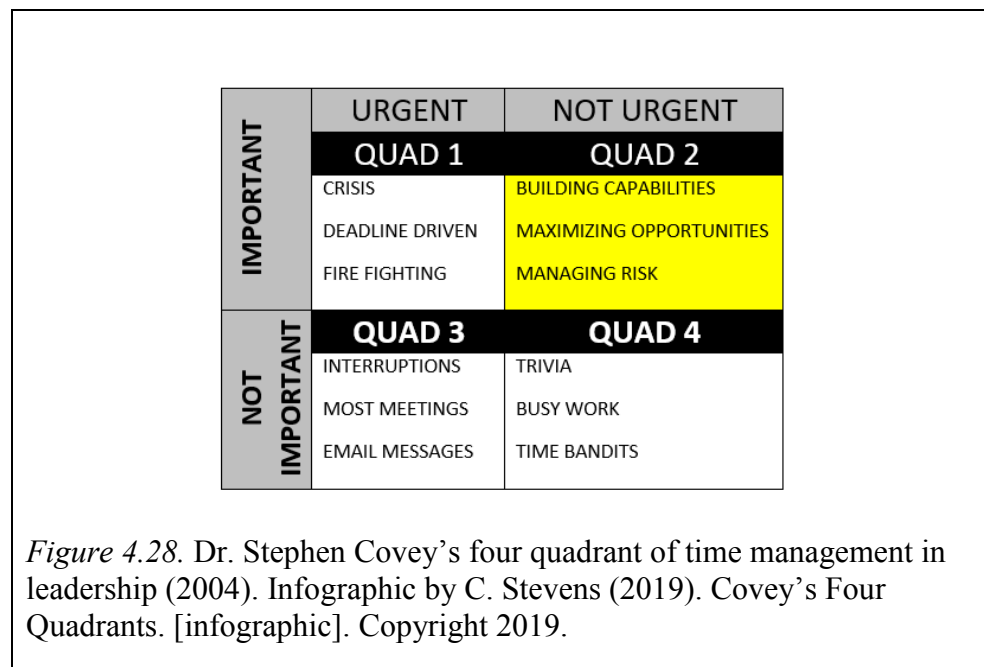 URGENT NOT URGENT
IMPORTANT
QUAD 1 QUAD 2
CRISIS BUILDING CAPABILITIES
DEADLINE DRIVEN MAXIMIZING OPPORTUNITIES
FIRE FIGHTING MANAGING RISK
NOT
IMPORTANT
QUAD 3 QUAD 4
INTERRUPTIONS TRIVIA
MOST MEETINGS BUSY WORK
EMAIL MESSAGES TIME BANDITS
Figure 4.28. Dr. Stephen Covey’s four quadrant of time management in
leadership (2004). Infographic by C. Stevens (2019). Covey’s Four
Quadrants. [infographic]. Copyright 2019.